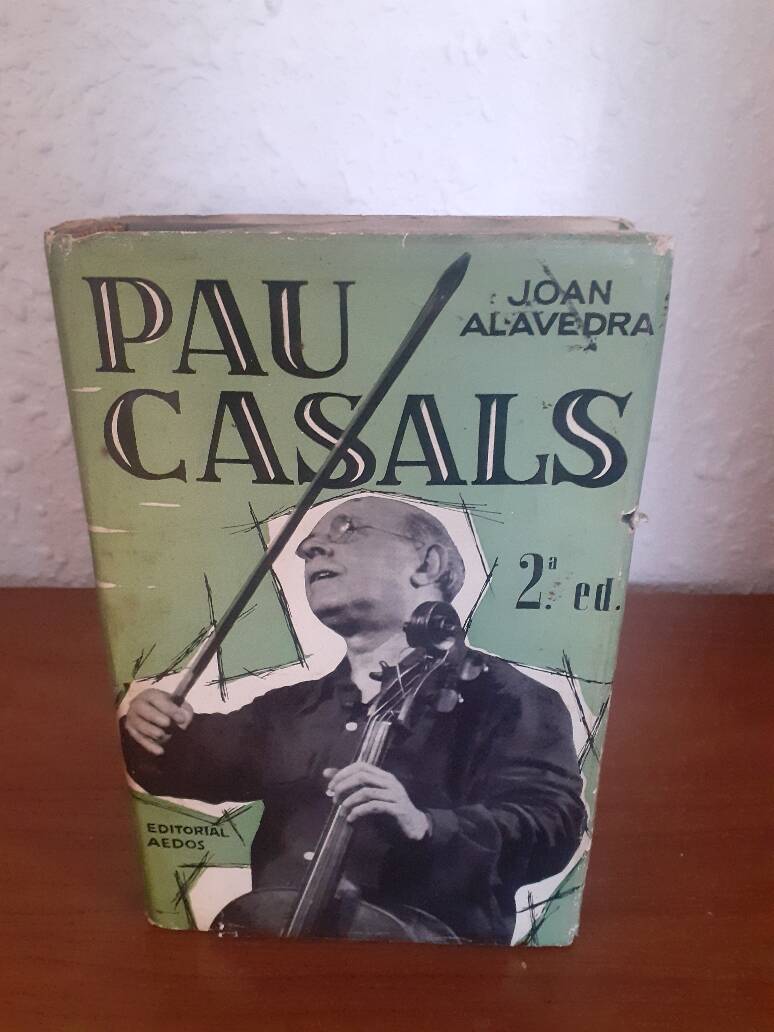 PAU
CASALS
JOAN
ALAVEDRA
2.ª ed.
EDITORIAL
AEDOS